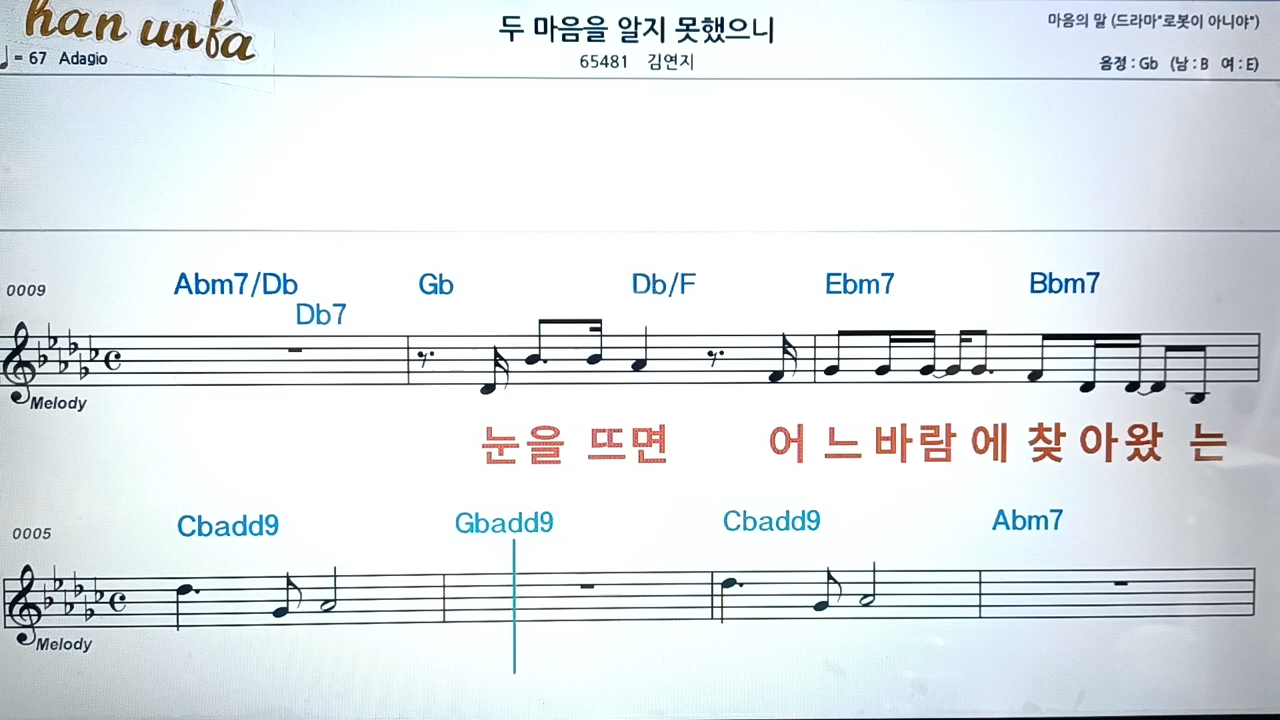 han unfa
두 마음을 알지 못했으니
마음의 말 (드라마"로봇이 아니야")
= 67 Adagio
65481 김연지
음정 : Gb (남 : B 여 : E)
0009
Abm7/Db Gb Db/F Ebm7 Bbm7
Db7
Melody
눈을 뜨면 어 느 바람 에 찾 아왔 는
0005
Cbadd9 Gbadd9 Cbadd9 Abm7
Melody